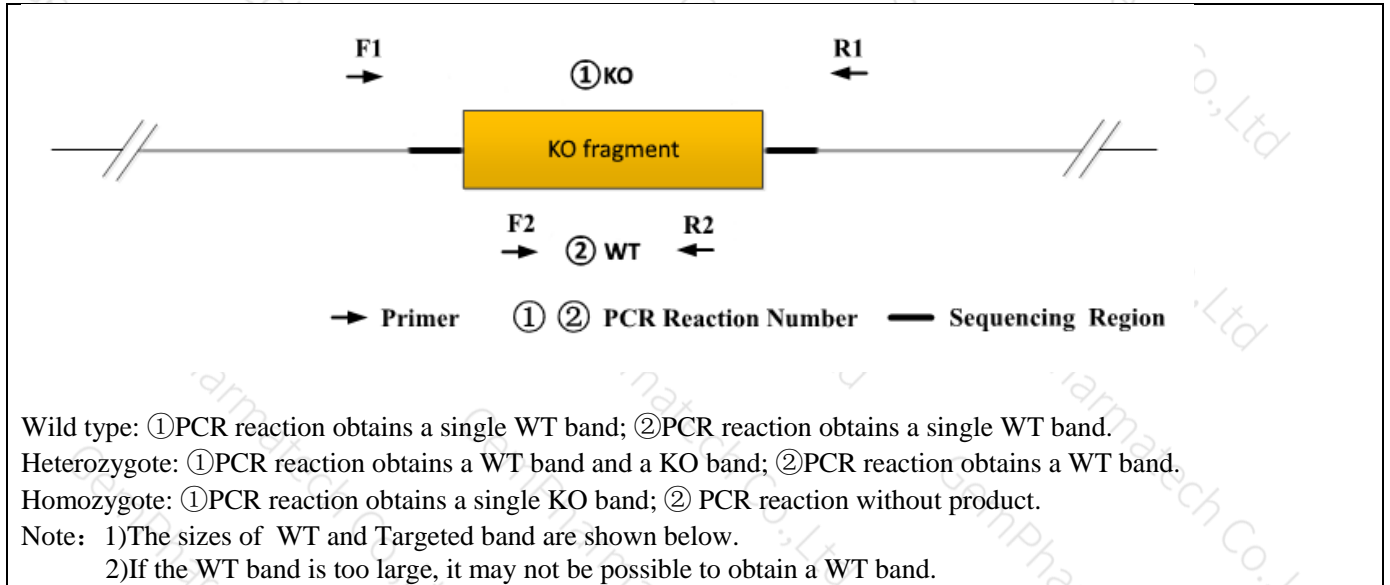 F1
R1
①KO
KO fragment
F2
R2
② WT
Primer
① ② PCR Reaction Number
Sequencing Region
Wild type: ①PCR reaction obtains a single WT band; ②PCR reaction obtains a single WT band.
Heterozygote: ①PCR reaction obtains a WT band and a KO band; ②PCR reaction obtains a WT band.
Homozygote: ①PCR reaction obtains a single KO band; ② PCR reaction without product.
Note：1)The sizes of WT and Targeted band are shown below.
2)If the WT band is too large, it may not be possible to obtain a WT band.